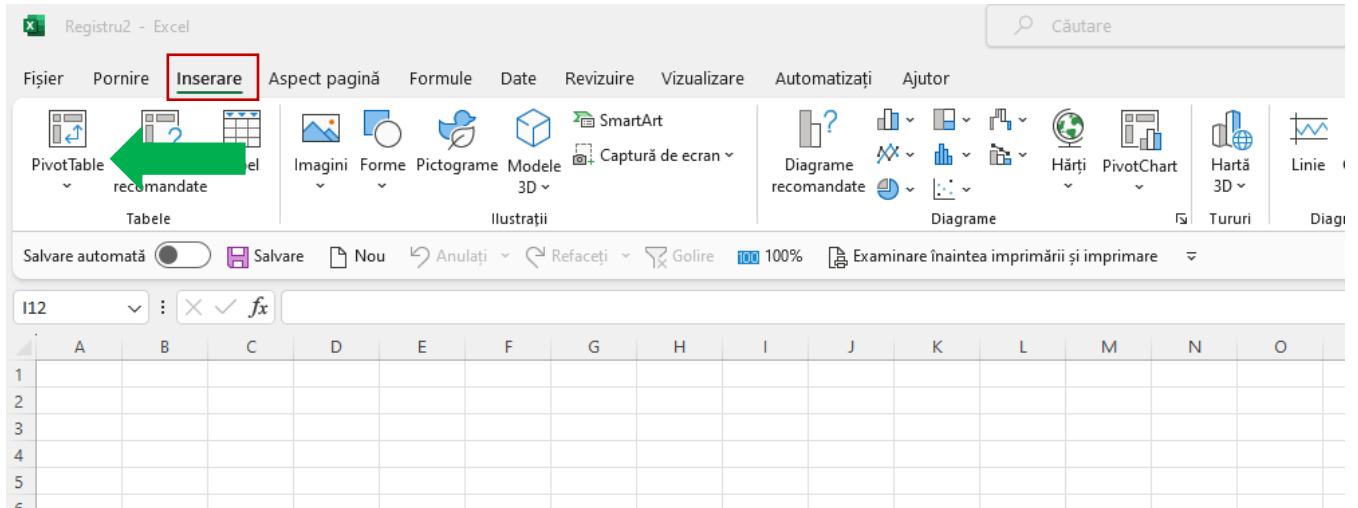 Registru2 - Excel
Căutare
Fișier Pornire Inserare Aspect pagină Formule Date Revizuire Vizualizare Automatizați Ajutor
PivotTable
recomandate
Tabele
Imagini Forme Pictograme Modele 3D
SmartArt
Captură de ecran
Ilustrații
Diagrame recomandate
Hărți PivotChart
Diagrame
Hartă 3D
Tururi
Linie
Salvare automată Salvare Nou Anulați Refaceți Golire 100 100% Examinare înaintea imprimării și imprimare
I12 fx
A B C D E F G H I J K L M N O
1
2
3
4
5